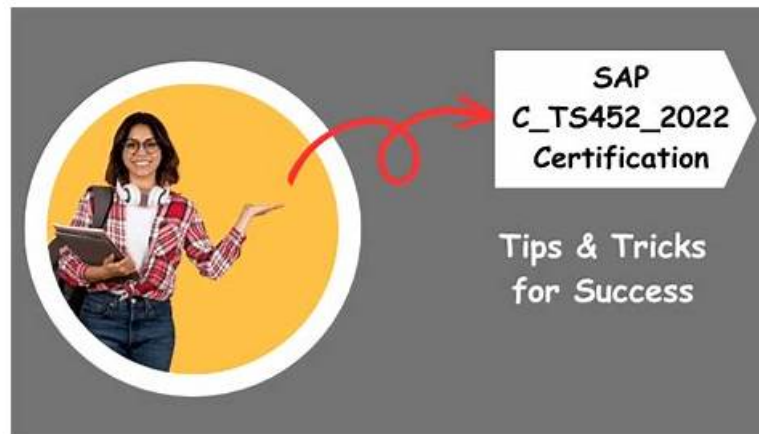 SAP
C_TS452_2022
Certification
Tips & Tricks
for Success